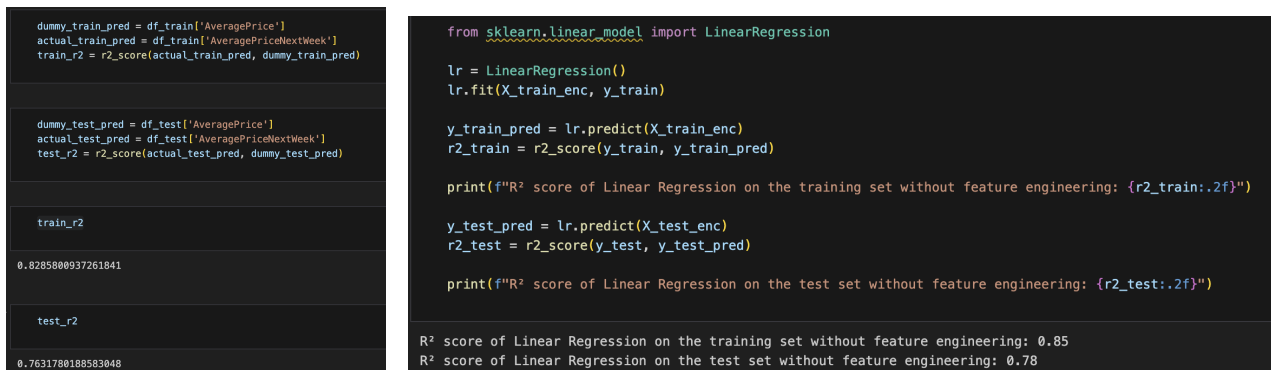 dummy_train_pred = df_train['AveragePrice']
actual_train_pred = df_train['AveragePriceNextWeek']
train_r2 = r2_score(actual_train_pred, dummy_train_pred)
dummy_test_pred = df_test['AveragePrice']
actual_test_pred = df_test['AveragePriceNextWeek']
test_r2 = r2_score(actual_test_pred, dummy_test_pred)
train_r2
0.8285800937261841
test_r2
0.7631780188583048
from sklearn.linear_model import LinearRegression
lr = LinearRegression()
lr.fit(X_train_enc, y_train)
y_train_pred = lr.predict(X_train_enc)
r2_train = r2_score(y_train, y_train_pred)
print(f"R² score of Linear Regression on the training set without feature engineering: {r2_train:.2f}")
y_test_pred = lr.predict(X_test_enc)
r2_test = r2_score(y_test, y_test_pred)
print(f"R² score of Linear Regression on the test set without feature engineering: {r2_test:.2f}")
R² score of Linear Regression on the training set without feature engineering: 0.85
R² score of Linear Regression on the test set without feature engineering: 0.78